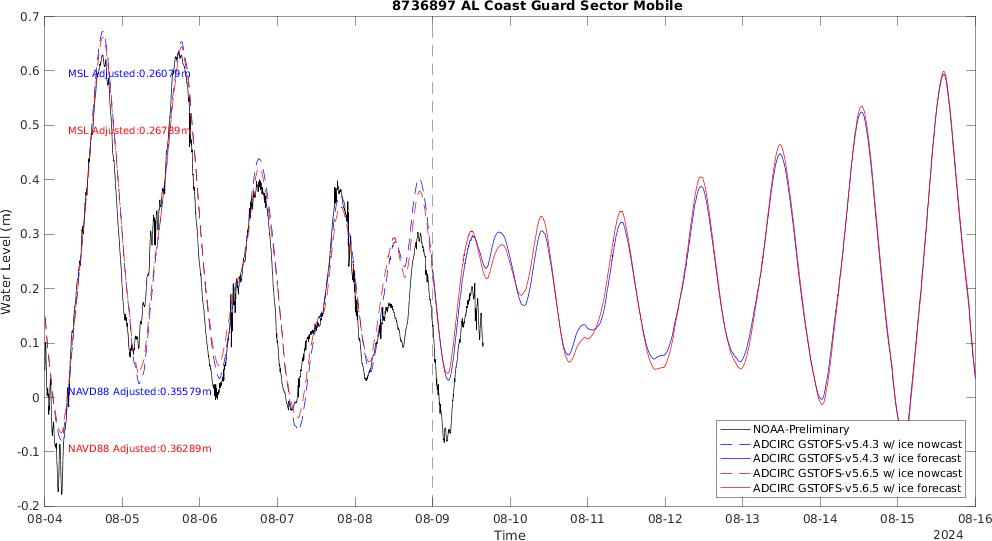 8736897 AL Coast Guard Sector Mobile
0.7
0.6
0.5
0.4
0.3
0.2
0.1
0
-0.1
-0.2
Water Level (m)
MSL Adjusted:0.26079m
MSL Adjusted:0.26789m
NAVD88 Adjusted:0.35579m
NAVD88 Adjusted:0.36289m
NOAA-Preliminary
ADCIRC GSTOFS-v5.4.3 w/ ice nowcast
ADCIRC GSTOFS-v5.4.3 w/ ice forecast
ADCIRC GSTOFS-v5.6.5 w/ ice nowcast
ADCIRC GSTOFS-v5.6.5 w/ ice forecast
08-04 08-05 08-06 08-07 08-08 08-09 08-10 08-11 08-12 08-13 08-14 08-15 08-16
Time
2024